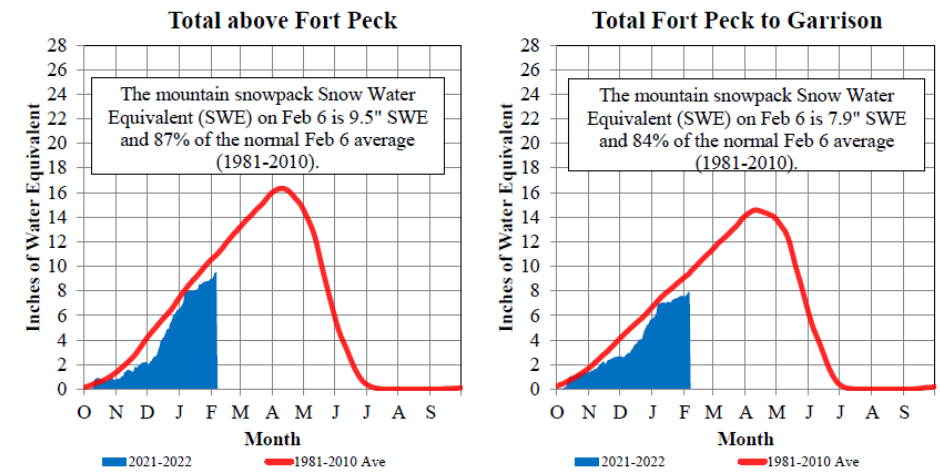 Total above Fort Peck
28
26
24
22
20
18
16
14
12
10
8
6
4
2
0
Inches of Water Equivalent
The mountain snowpack Snow Water
Equivalent (SWE) on Feb 6 is 9.5" SWE
and 87% of the normal Feb 6 average
(1981-2010).
O N D J F M A M J J A S
Month
2021-2022 1981-2010 Ave
Total Fort Peck to Garrison
28
26
24
22
20
18
16
14
12
10
8
6
4
2
0
Inches of Water Equivalent
The mountain snowpack Snow Water
Equivalent (SWE) on Feb 6 is 7.9" SWE
and 84% of the normal Feb 6 average
(1981-2010).
O N D J F M A M J J A S
Month
2021-2022 1981-2010 Ave